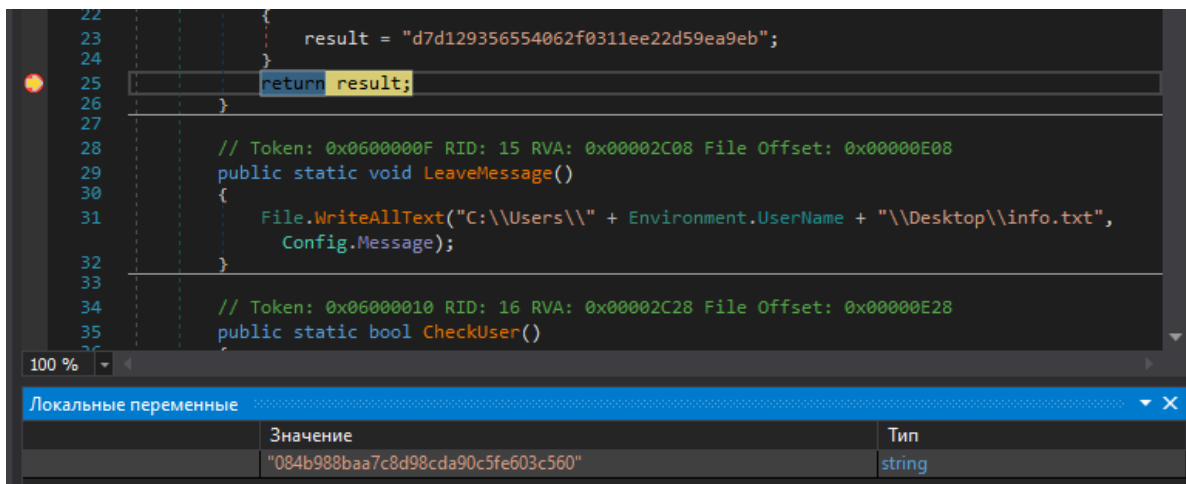 22 {
23 result = "d7d129356554062f0311ee22d59ea9eb";
24 }
25 return result;
26 }
27
28 // Token: 0x0600000F RID: 15 RVA: 0x00002C08 File Offset: 0x00000E08
29 public static void LeaveMessage()
30 {
31 File.WriteAllText("C:\\Users\\" + Environment.UserName + "\\Desktop\\info.txt",
Config.Message);
32 }
33
34 // Token: 0x06000010 RID: 16 RVA: 0x00002C28 File Offset: 0x00000E28
35 public static bool CheckUser()
100 %
Локальные переменные
Значение Тип
"084b988baa7c8d98cda90c5fe603c560" string